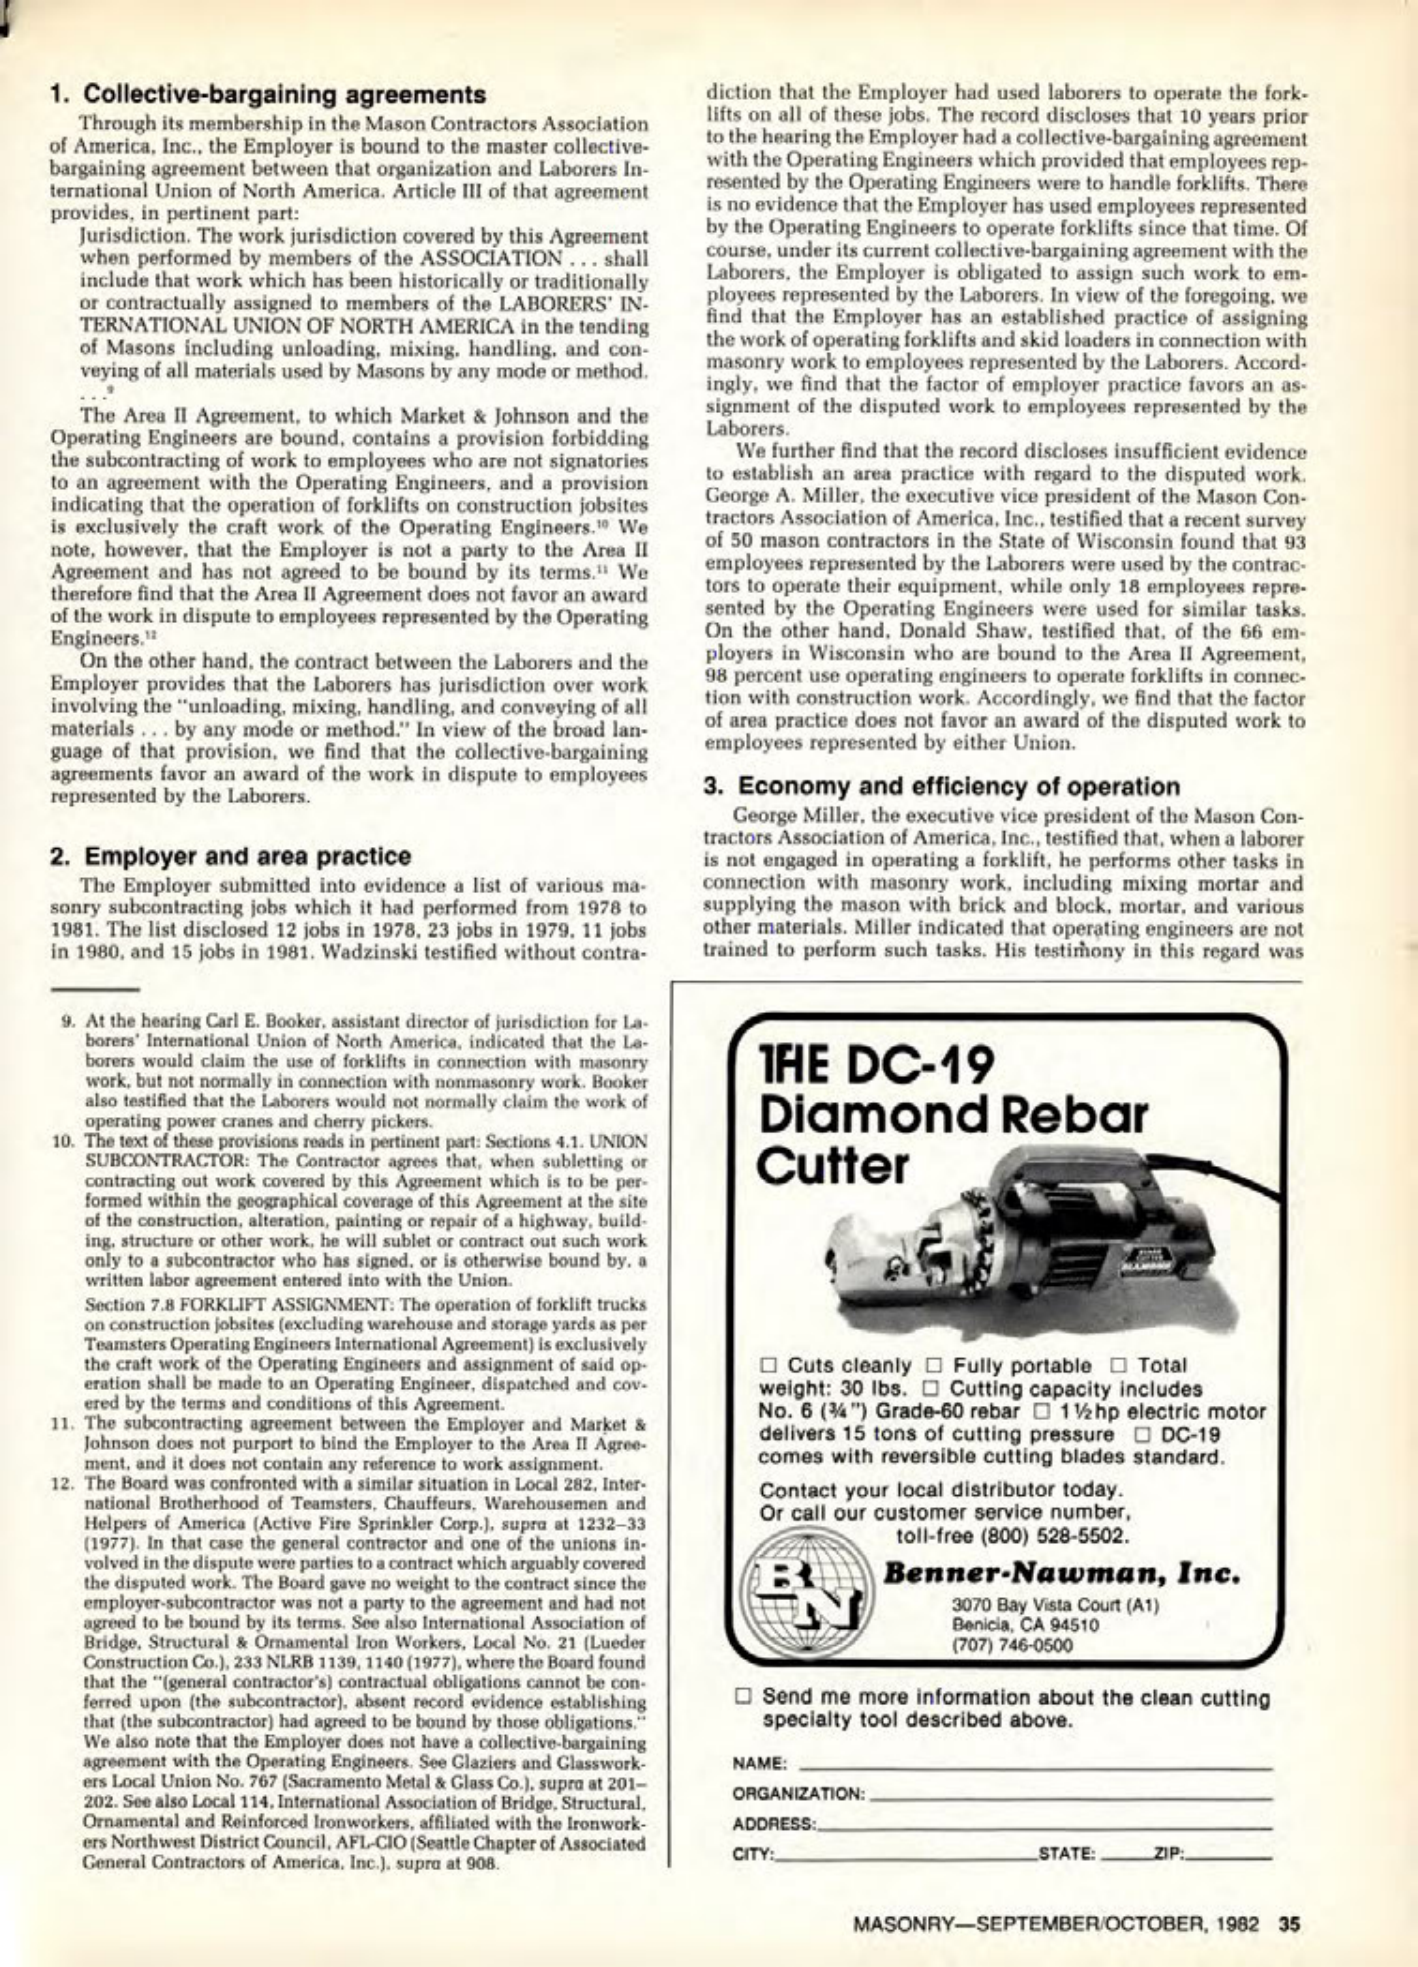 1. Collective-bargaining agreements
Through its membership in the Mason Contractors Association
of America, Inc., the Employer is bound to the master collective-
bargaining agreement between that organization and Laborers In-
ternational Union of North America. Article III of that agreement
provides, in pertinent part:
Jurisdiction. The work jurisdiction covered by this Agreement
when performed by members of the ASSOCIATION . . . shall
include that work which has been historically or traditionally
or contractually assigned to members of the LABORERS' IN-
TERNATIONAL UNION OF NORTH AMERICA in the tending
of Masons including unloading, mixing, handling, and con-
veying of all materials used by Masons by any mode or method.
. . .⁹
The Area II Agreement, to which Market & Johnson and the
Operating Engineers are bound, contains a provision forbidding
the subcontracting of work to employees who are not signatories
to an agreement with the Operating Engineers, and a provision
indicating that the operation of forklifts on construction jobsites
is exclusively the craft work of the Operating Engineers.¹⁰ We
note, however, that the Employer is not a party to the Area II
Agreement and has not agreed to be bound by its terms.¹¹ We
therefore find that the Area II Agreement does not favor an award
of the work in dispute to employees represented by the Operating
Engineers.¹²
On the other hand, the contract between the Laborers and the
Employer provides that the Laborers has jurisdiction over work
involving the "unloading, mixing, handling, and conveying of all
materials . . . by any mode or method." In view of the broad lan-
guage of that provision, we find that the collective-bargaining
agreements favor an award of the work in dispute to employees
represented by the Laborers.
2. Employer and area practice
The Employer submitted into evidence a list of various ma-
sonry subcontracting jobs which it had performed from 1978 to
1981. The list disclosed 12 jobs in 1978, 23 jobs in 1979, 11 jobs
in 1980, and 15 jobs in 1981. Wadzinski testified without contra-
9. At the hearing Carl E. Booker, assistant director of jurisdiction for La-
borers' International Union of North America, indicated that the La-
borers would claim the use of forklifts in connection with masonry
work, but not normally in connection with nonmasonry work. Booker
also testified that the Laborers would not normally claim the work of
operating power cranes and cherry pickers.
10. The text of these provisions reads in pertinent part: Sections 4.1. UNION
SUBCONTRACTOR: The Contractor agrees that, when subletting or
contracting out work covered by this Agreement which is to be per-
formed within the geographical coverage of this Agreement at the site
of the construction, alteration, painting or repair of a highway, build-
ing, structure or other work, he will sublet or contract out such work
only to a subcontractor who has signed, or is otherwise bound by, a
written labor agreement entered into with the Union.
Section 7.8 FORKLIFT ASSIGNMENT: The operation of forklift trucks
on construction jobsites (excluding warehouse and storage yards as per
Teamsters Operating Engineers International Agreement) is exclusively
the craft work of the Operating Engineers and assignment of said op-
eration shall be made to an Operating Engineer, dispatched and cov-
ered by the terms and conditions of this Agreement.
11. The subcontracting agreement between the Employer and Market &
Johnson does not purport to bind the Employer to the Area II Agree-
ment, and it does not contain any reference to work assignment.
12. The Board was confronted with a similar situation in Local 282, Inter-
national Brotherhood of Teamsters, Chauffeurs, Warehousemen and
Helpers of America (Active Fire Sprinkler Corp.), supra at 1232–33
(1977). In that case the general contractor and one of the unions in-
volved in the dispute were parties to a contract which arguably covered
the disputed work. The Board gave no weight to the contract since the
employer-subcontractor was not a party to the agreement and had not
agreed to be bound by its terms. See also International Association of
Bridge, Structural & Ornamental Iron Workers, Local No. 21 (Lueder
Construction Co.), 233 NLRB 1139, 1140 (1977), where the Board found
that the "(general contractor's) contractual obligations cannot be con-
ferred upon (the subcontractor), absent record evidence establishing
that (the subcontractor) had agreed to be bound by those obligations."
We also note that the Employer does not have a collective-bargaining
agreement with the Operating Engineers. See Glaziers and Glasswork-
ers Local Union No. 767 (Sacramento Metal & Glass Co.), supra at 201–
202. See also Local 114, International Association of Bridge, Structural,
Ornamental and Reinforced Ironworkers, affiliated with the Ironwork-
ers Northwest District Council, AFL-CIO (Seattle Chapter of Associated
General Contractors of America, Inc.), supra at 908.
diction that the Employer had used laborers to operate the fork-
lifts on all of these jobs. The record discloses that 10 years prior
to the hearing the Employer had a collective-bargaining agreement
with the Operating Engineers which provided that employees rep-
resented by the Operating Engineers were to handle forklifts. There
is no evidence that the Employer has used employees represented
by the Operating Engineers to operate forklifts since that time. Of
course, under its current collective-bargaining agreement with the
Laborers, the Employer is obligated to assign such work to em-
ployees represented by the Laborers. In view of the foregoing, we
find that the Employer has an established practice of assigning
the work of operating forklifts and skid loaders in connection with
masonry work to employees represented by the Laborers. Accord-
ingly, we find that the factor of employer practice favors an as-
signment of the disputed work to employees represented by the
Laborers.
We further find that the record discloses insufficient evidence
to establish an area practice with regard to the disputed work.
George A. Miller, the executive vice president of the Mason Con-
tractors Association of America, Inc., testified that a recent survey
of 50 mason contractors in the State of Wisconsin found that 93
employees represented by the Laborers were used by the contrac-
tors to operate their equipment, while only 18 employees repre-
sented by the Operating Engineers were used for similar tasks.
On the other hand, Donald Shaw, testified that, of the 66 em-
ployers in Wisconsin who are bound to the Area II Agreement,
98 percent use operating engineers to operate forklifts in connec-
tion with construction work. Accordingly, we find that the factor
of area practice does not favor an award of the disputed work to
employees represented by either Union.
3. Economy and efficiency of operation
George Miller, the executive vice president of the Mason Con-
tractors Association of America, Inc., testified that, when a laborer
is not engaged in operating a forklift, he performs other tasks in
connection with masonry work, including mixing mortar and
supplying the mason with brick and block, mortar, and various
other materials. Miller indicated that operating engineers are not
trained to perform such tasks. His testimony in this regard was
THE DC-19
Diamond Rebar
Cutter
DIAMOND
☐ Cuts cleanly ☐ Fully portable ☐ Total
weight: 30 lbs. ☐ Cutting capacity includes
No. 6 (¾") Grade-60 rebar ☐ 1½hp electric motor
delivers 15 tons of cutting pressure ☐ DC-19
comes with reversible cutting blades standard.
Contact your local distributor today.
Or call our customer service number,
toll-free (800) 528-5502.
BN
Benner-Nawman, Inc.
3070 Bay Vista Court (A1)
Benicia, CA 94510
(707) 746-0500
☐ Send me more information about the clean cutting
specialty tool described above.
NAME:
ORGANIZATION:
ADDRESS:
CITY: STATE: ZIP:
MASONRY—SEPTEMBER/OCTOBER, 1982 35